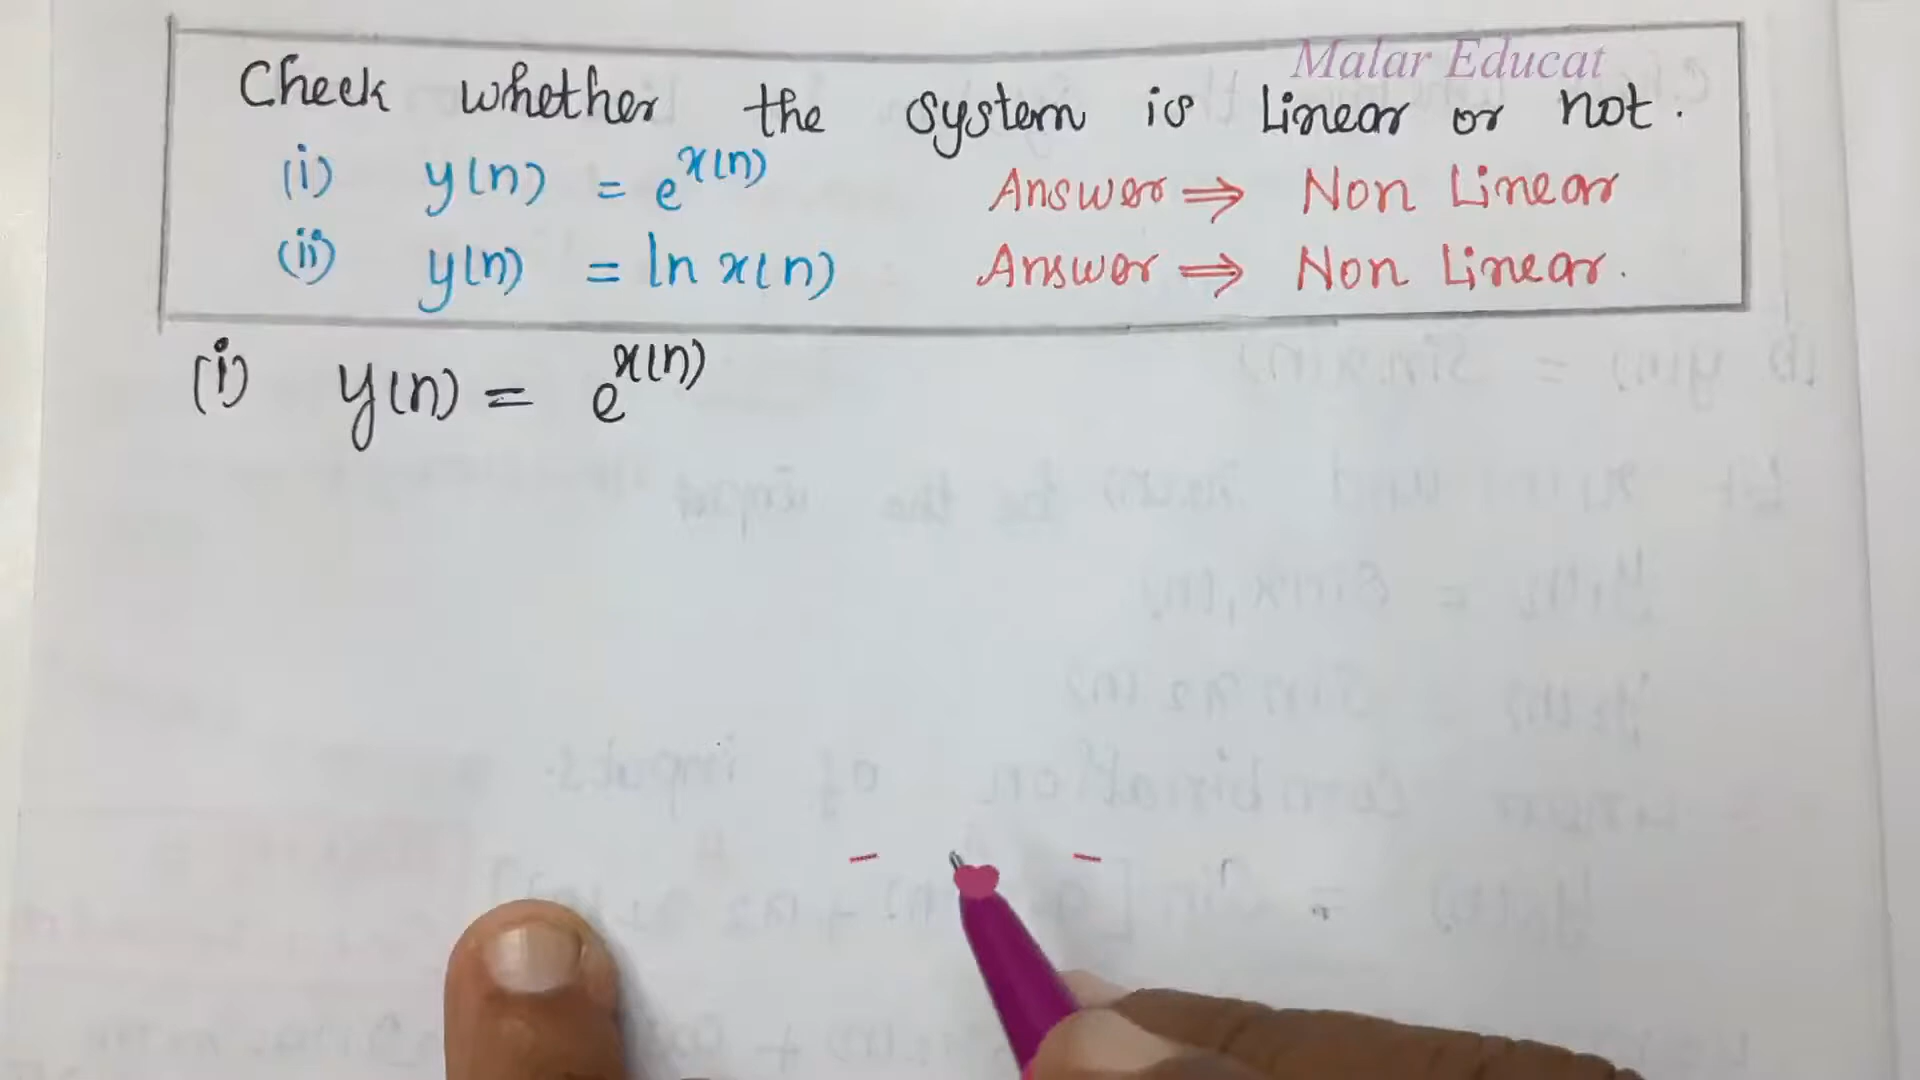 Malar Educat
Check whether the system is Linear or not.
(i) y(n) = e^x(n) Answer ⇒ Non Linear
(ii) y(n) = ln x(n) Answer ⇒ Non Linear.
(i) y(n) = e^x(n)